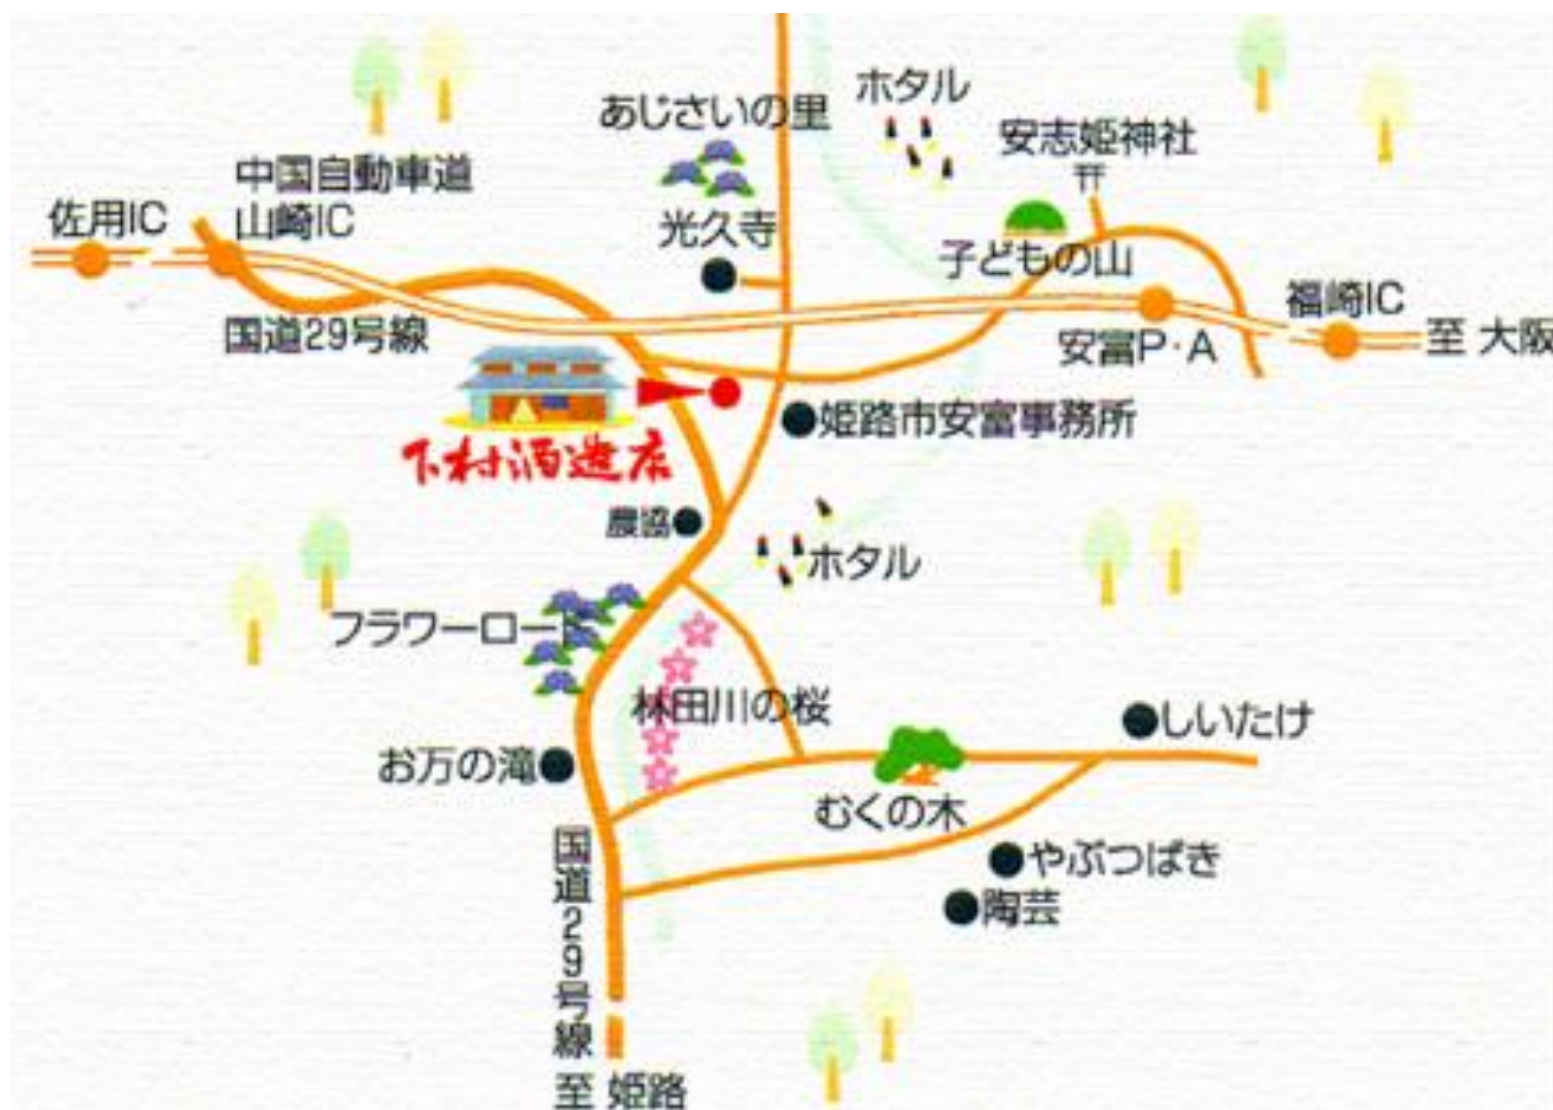 ホタル
あじさいの里
安志姫神社
中国自動車道
山崎IC
佐用IC
光久寺
子どもの山
福崎IC
至 大阪
国道29号線
安富P・A
姫路市安富事務所
下村酒造店
農協
ホタル
フラワーロード
林田川の桜
しいたけ
お万の滝
むくの木
やぶつばき
陶芸
国道29号線
至 姫路